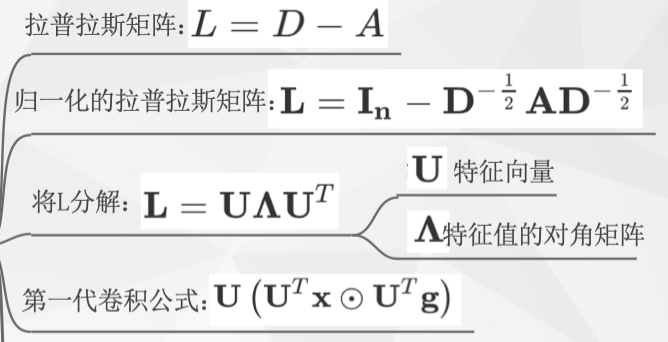 拉普拉斯矩阵: L = D − A
归一化的拉普拉斯矩阵: L = Iₙ − D^{-1/2} A D^{-1/2}
将L分解: L = UΛU^T
U 特征向量
Λ特征值的对角矩阵
第一代卷积公式: U (U^T x ⊙ U^T g)